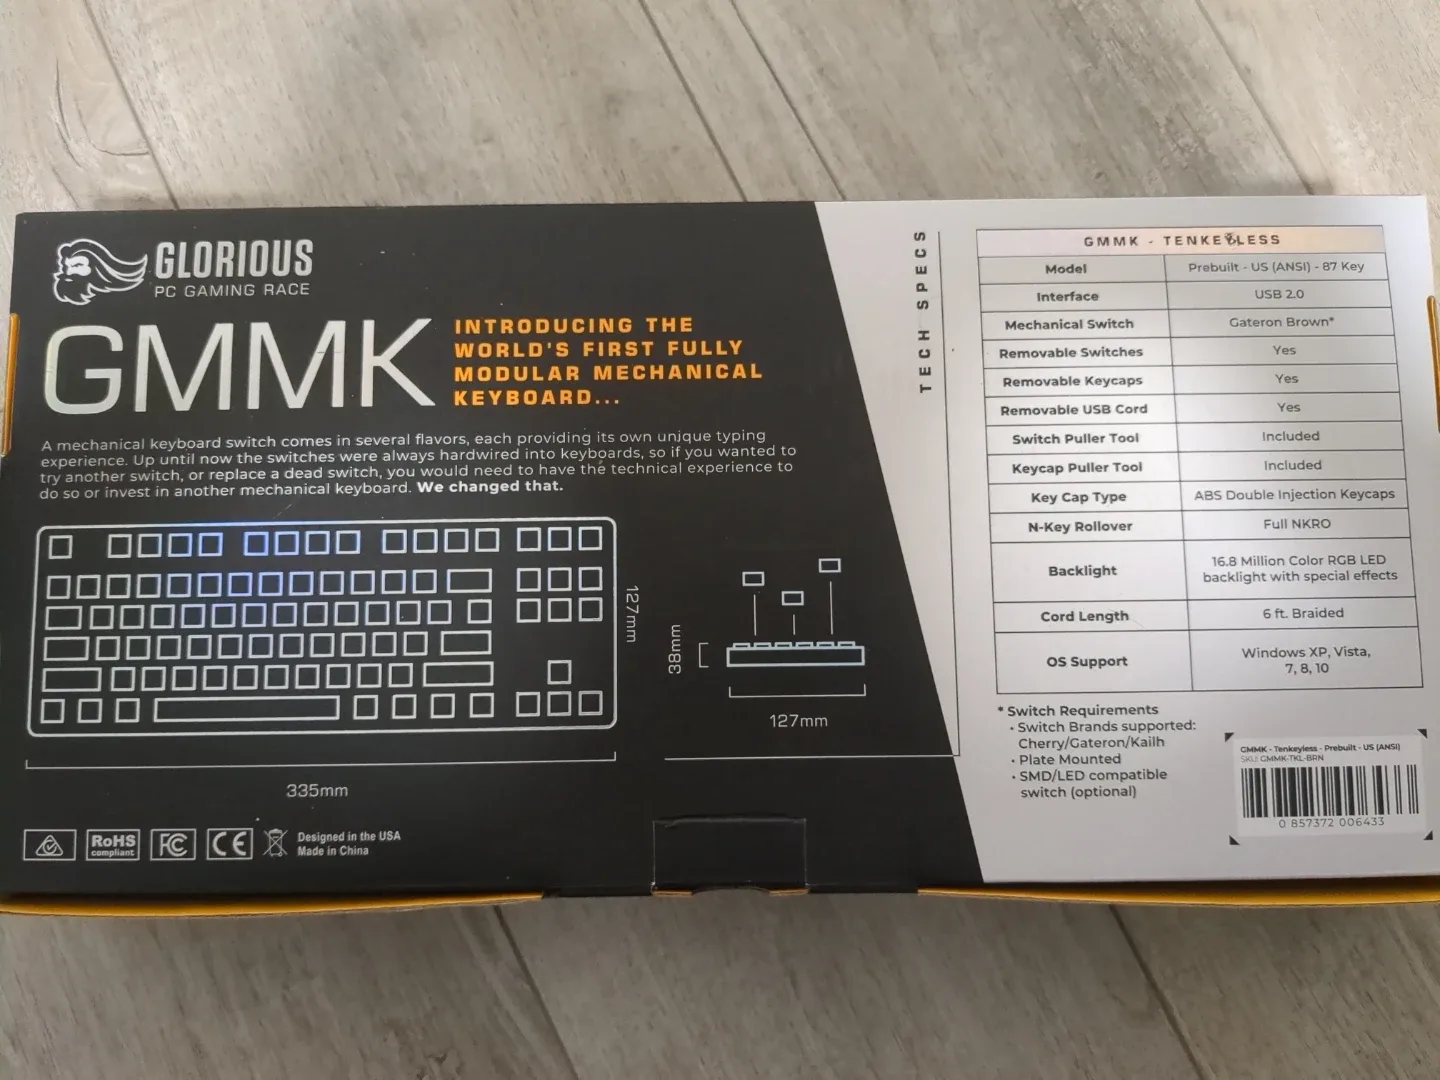 GLORIOUS
PC GAMING RACE
GMMK
INTRODUCING THE
WORLD'S FIRST FULLY
MODULAR MECHANICAL
KEYBOARD...
A mechanical keyboard switch comes in several flavors, each providing its own unique typing
experience. Up until now the switches were always hardwired into keyboards, so if you wanted to
try another switch, or replace a dead switch, you would need to have the technical experience to
do so or invest in another mechanical keyboard. We changed that.
127mm
335mm
38mm
127mm
RoHS
compliant
FC
CE
Designed in the USA
Made in China
TECH SPECS
GMMK - TENKEYLESS
Model Prebuilt - US (ANSI) - 87 Key
Interface USB 2.0
Mechanical Switch Gateron Brown*
Removable Switches Yes
Removable Keycaps Yes
Removable USB Cord Yes
Switch Puller Tool Included
Keycap Puller Tool Included
Key Cap Type ABS Double Injection Keycaps
N-Key Rollover Full NKRO
Backlight 16.8 Million Color RGB LED
backlight with special effects
Cord Length 6 ft. Braided
OS Support Windows XP, Vista,
7, 8, 10
* Switch Requirements
• Switch Brands supported:
Cherry/Gateron/Kailh
• Plate Mounted
• SMD/LED compatible
switch (optional)
GMMK - Tenkeyless - Prebuilt - US (ANSI)
SKU: GMMK-TKL-BRN
0 857372 006433